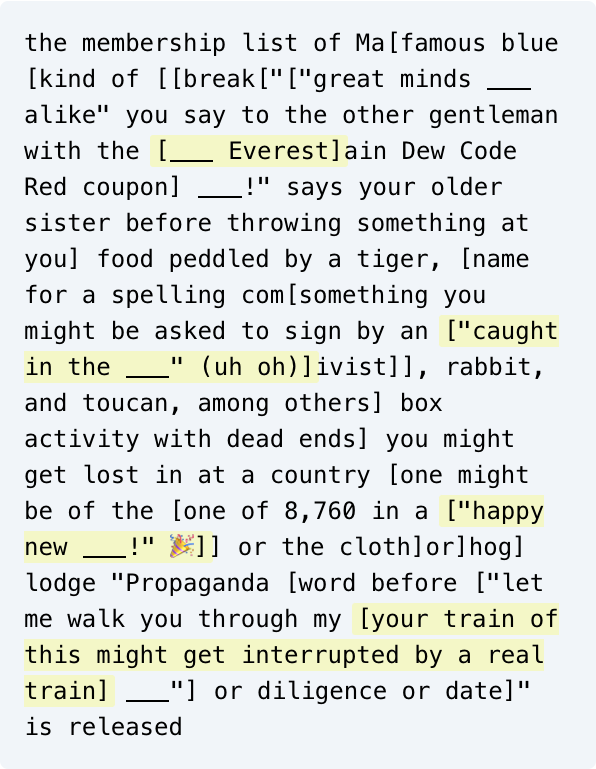 the membership list of Ma[famous blue
[kind of [[break["["great minds ___
alike" you say to the other gentleman
with the [___ Everest]ain Dew Code
Red coupon] ___!" says your older
sister before throwing something at
you] food peddled by a tiger, [name
for a spelling com[something you
might be asked to sign by an ["caught
in the ___" (uh oh)]ivist]], rabbit,
and toucan, among others] box
activity with dead ends] you might
get lost in at a country [one might
be of the [one of 8,760 in a ["happy
new ___!" 🎉]] or the cloth]or]hog]
lodge "Propaganda [word before ["let
me walk you through my [your train of
this might get interrupted by a real
train] ___"] or diligence or date]"
is released